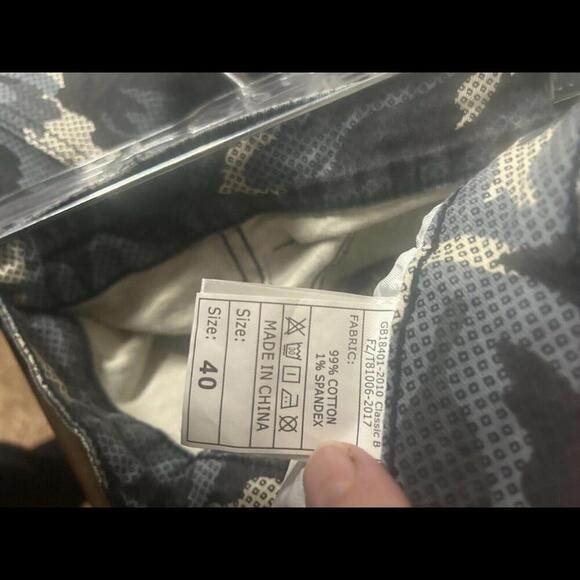 GB18401-2010 Classic B
FZ/T81006-2017
FABRIC:
99% COTTON
1% SPANDEX
MADE IN CHINA
Size:
Size: 40